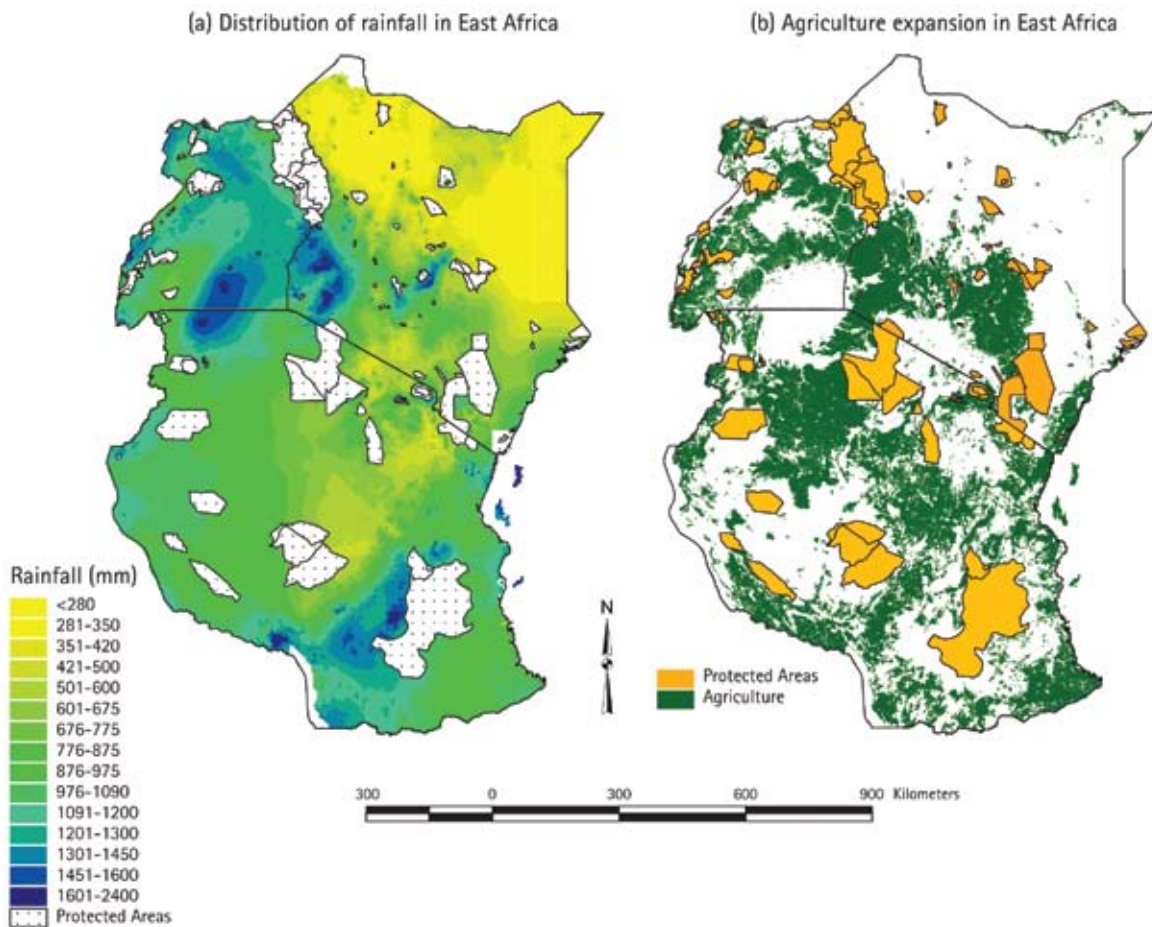 (a) Distribution of rainfall in East Africa
(b) Agriculture expansion in East Africa
Rainfall (mm)
<280
281-350
351-420
421-500
501-600
601-675
676-775
776-875
876-975
976-1090
1091-1200
1201-1300
1301-1450
1451-1600
1601-2400
Protected Areas
N
Protected Areas
Agriculture
300 0 300 600 900 Kilometers